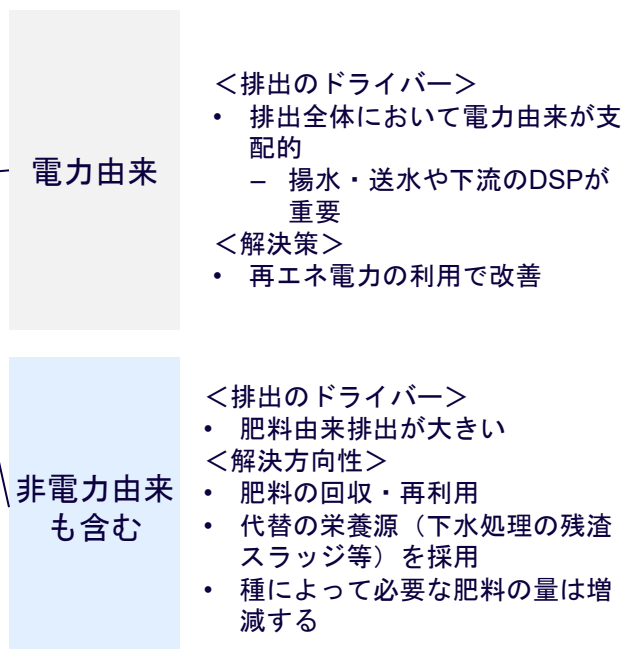 電力由来
＜排出のドライバー＞
• 排出全体において電力由来が支
配的
– 揚水・送水や下流のDSPが
重要
＜解決策＞
• 再エネ電力の利用で改善
非電力由来
も含む
＜排出のドライバー＞
• 肥料由来排出が大きい
＜解決方向性＞
• 肥料の回収・再利用
• 代替の栄養源（下水処理の残渣
スラッジ等）を採用
• 種によって必要な肥料の量は増
減する